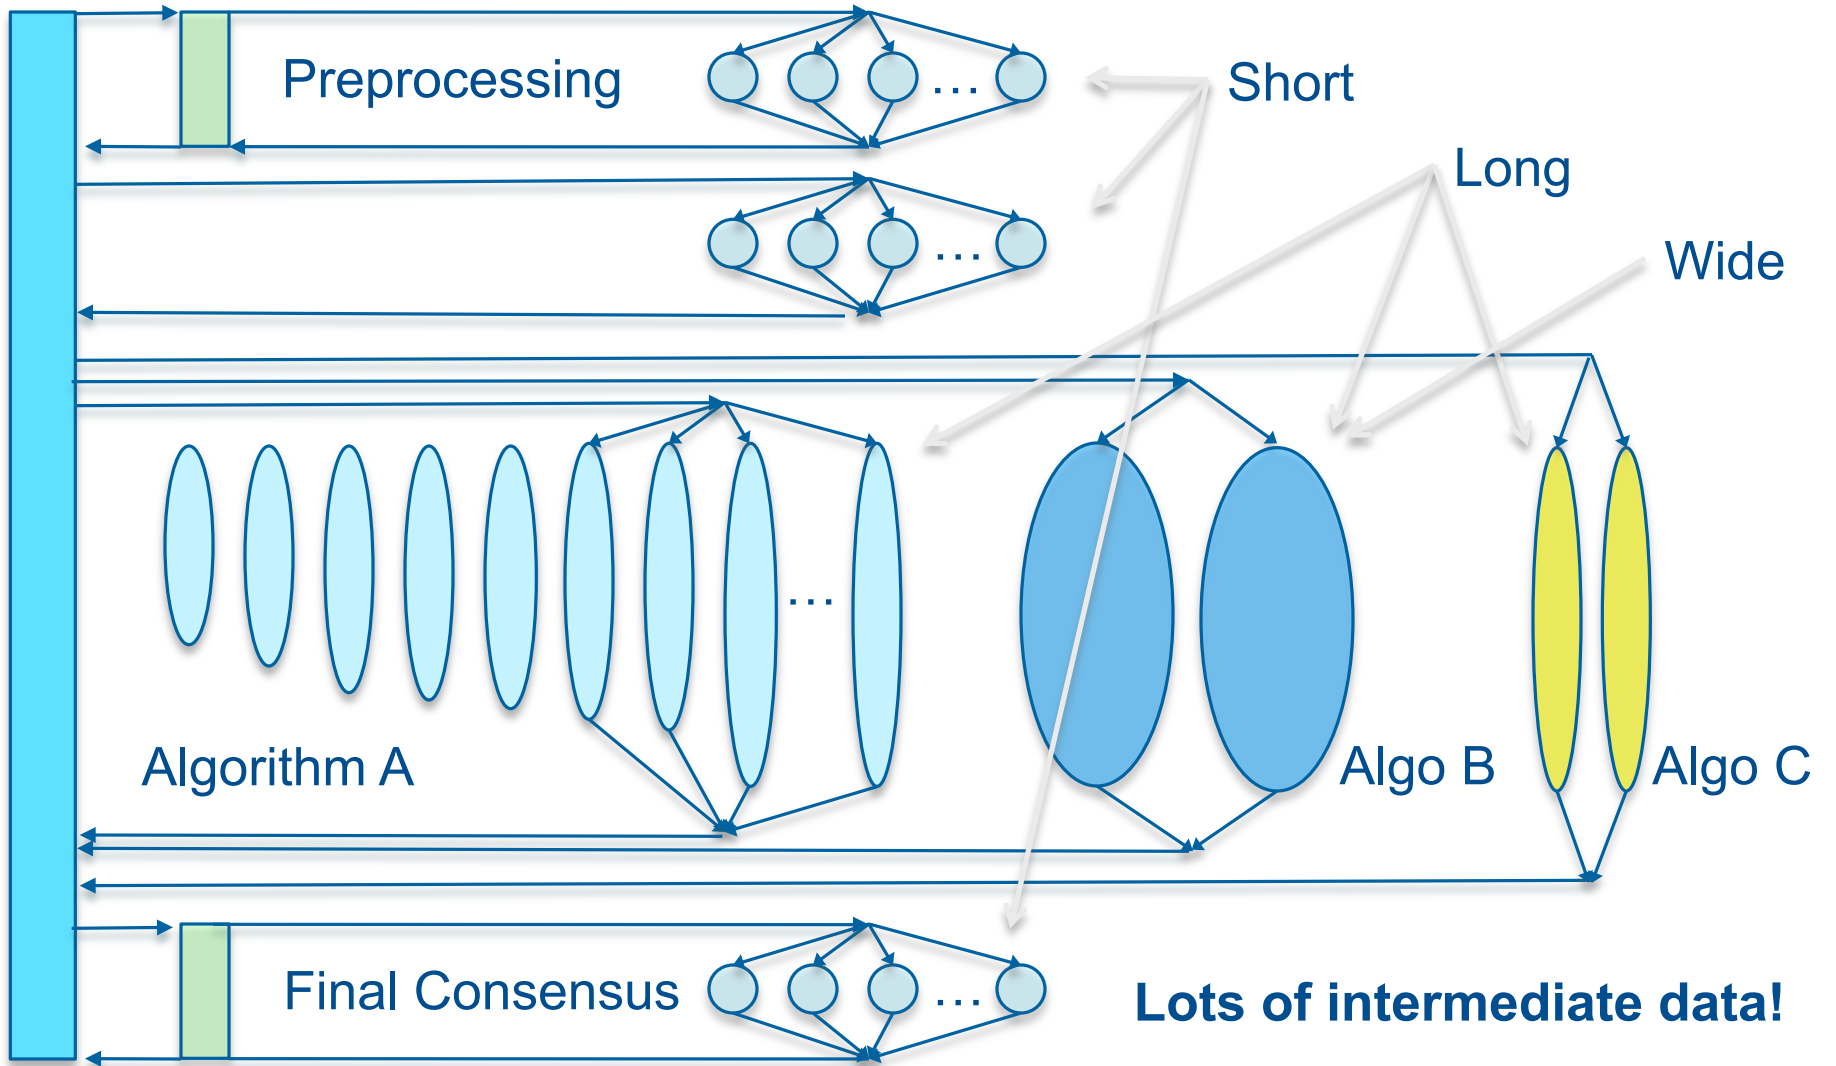 Preprocessing
…
Short
Long
…
Wide
…
Algorithm A
Algo B
Algo C
Final Consensus
…
Lots of intermediate data!